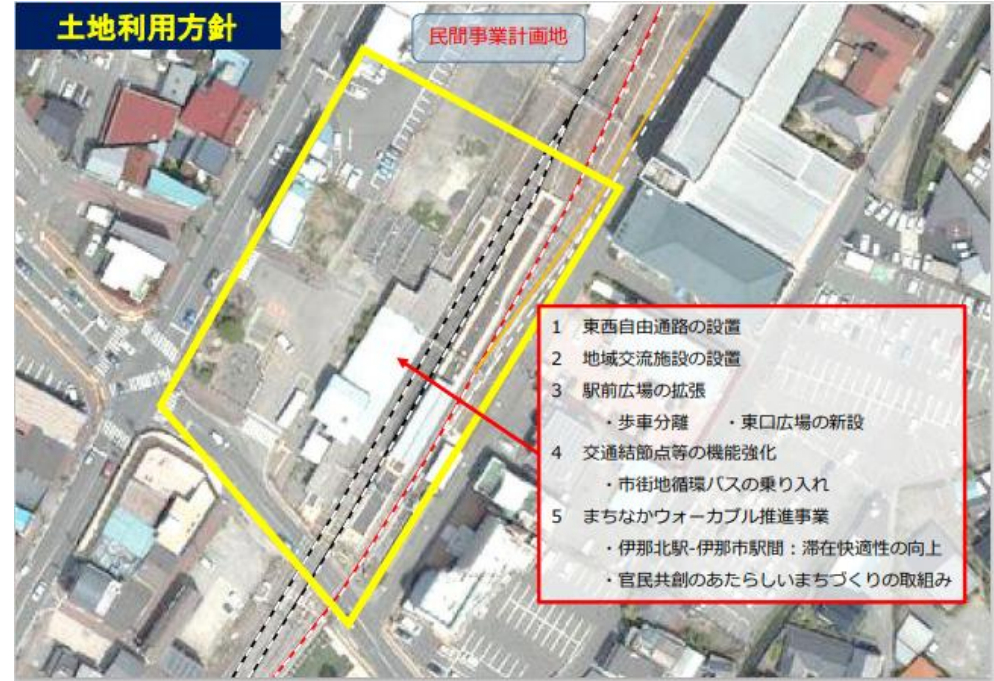 土地利用方針
民間事業計画地
1 東西自由通路の設置
2 地域交流施設の設置
3 駅前広場の拡張
・歩車分離 ・東口広場の新設
4 交通結節点等の機能強化
・市街地循環バスの乗り入れ
5 まちなかウォーカブル推進事業
・伊那北駅-伊那市駅間：滞在快適性の向上
・官民共創のあたらしいまちづくりの取組み